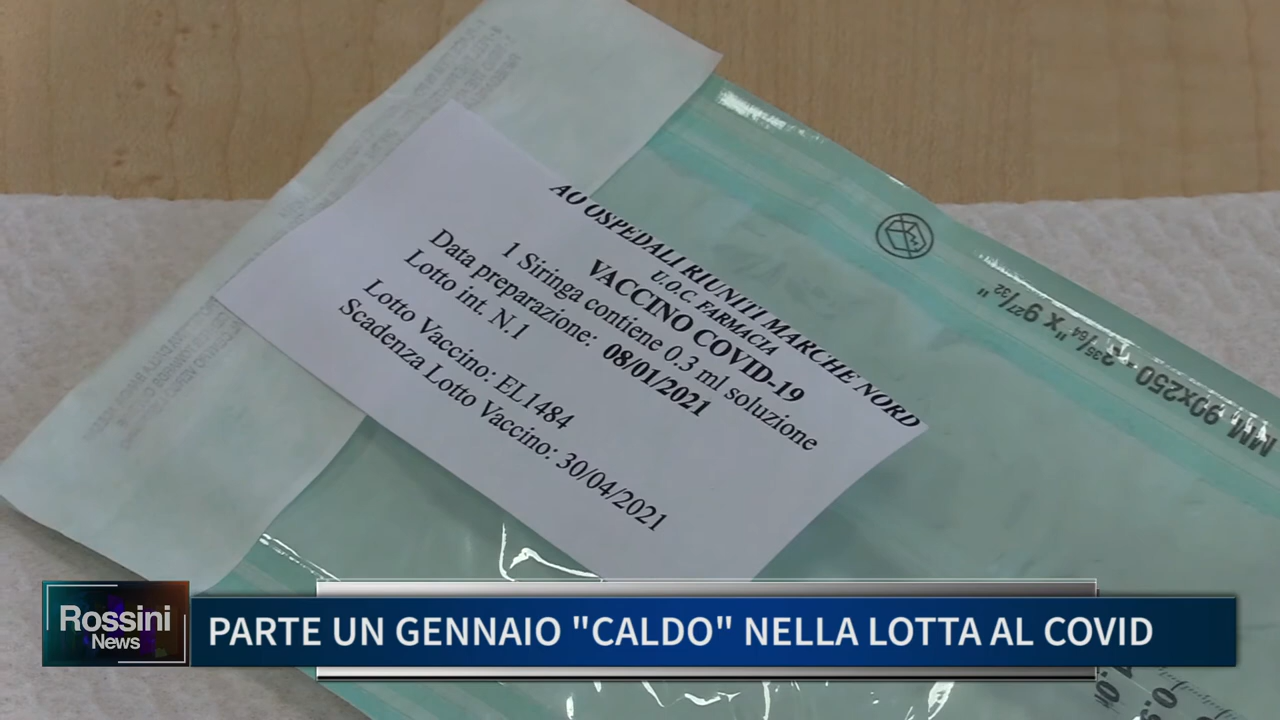 AO OSPEDALI RIUNITI MARCHE NORD
U.O.C. FARMACIA
VACCINO COVID-19
1 Siringa contiene 0.3 ml soluzione
Data preparazione: 08/01/2021
Lotto int. N.1
Lotto Vaccino: EL1484
Scadenza Lotto Vaccino: 30/04/2021
Rossini
News
PARTE UN GENNAIO "CALDO" NELLA LOTTA AL COVID